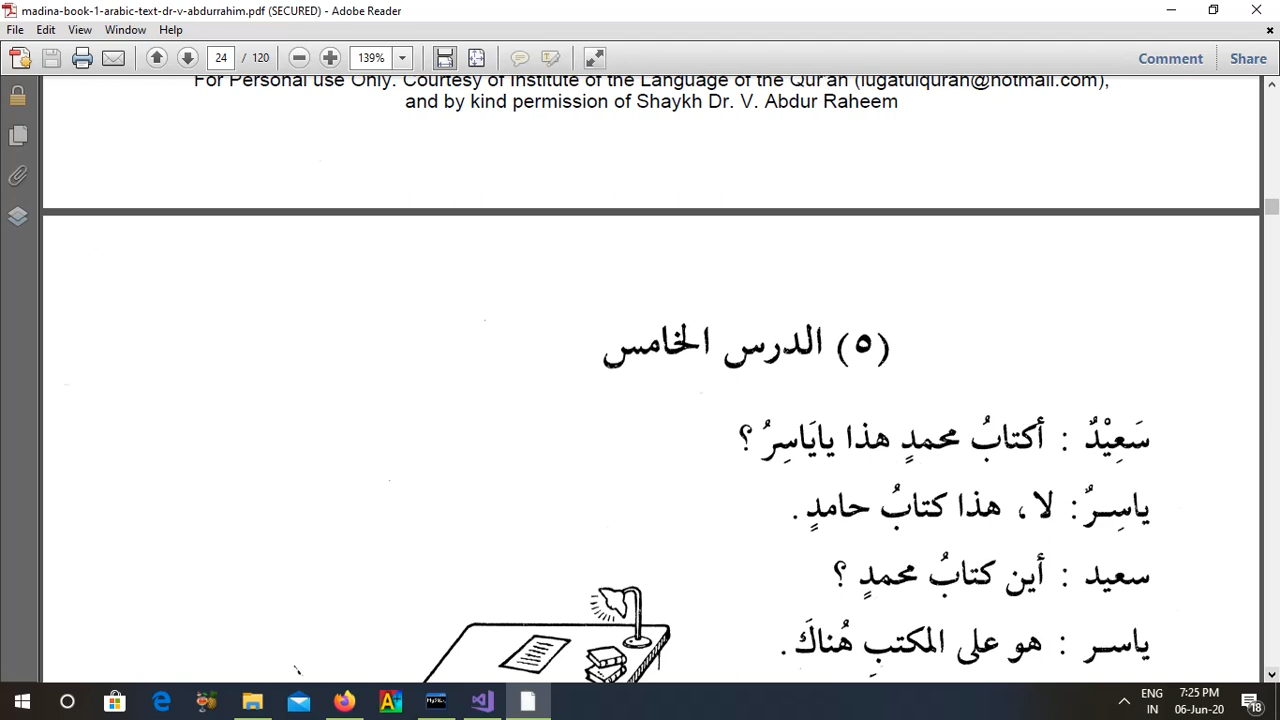 madina-book-1-arabic-text-dr-v-abdurrahim.pdf (SECURED) - Adobe Reader
File Edit View Window Help
24 / 120 139% Comment Share
For Personal use Only. Courtesy of Institute of the Language of the Qur'an (lugatulquran@hotmail.com),
and by kind permission of Shaykh Dr. V. Abdur Raheem
(٥) الدرس الخامس
سَعِيْدٌ : أكتابُ محمدٍ هذا يايَاسِرُ ؟
ياسِـرٌ : لا، هذا كتابُ حامدٍ .
سعيد : أين كتابُ محمدٍ ؟
ياســر : هو على المكتبِ هُناكَ .
ENG 7:25 PM
IN 06-Jun-20 18